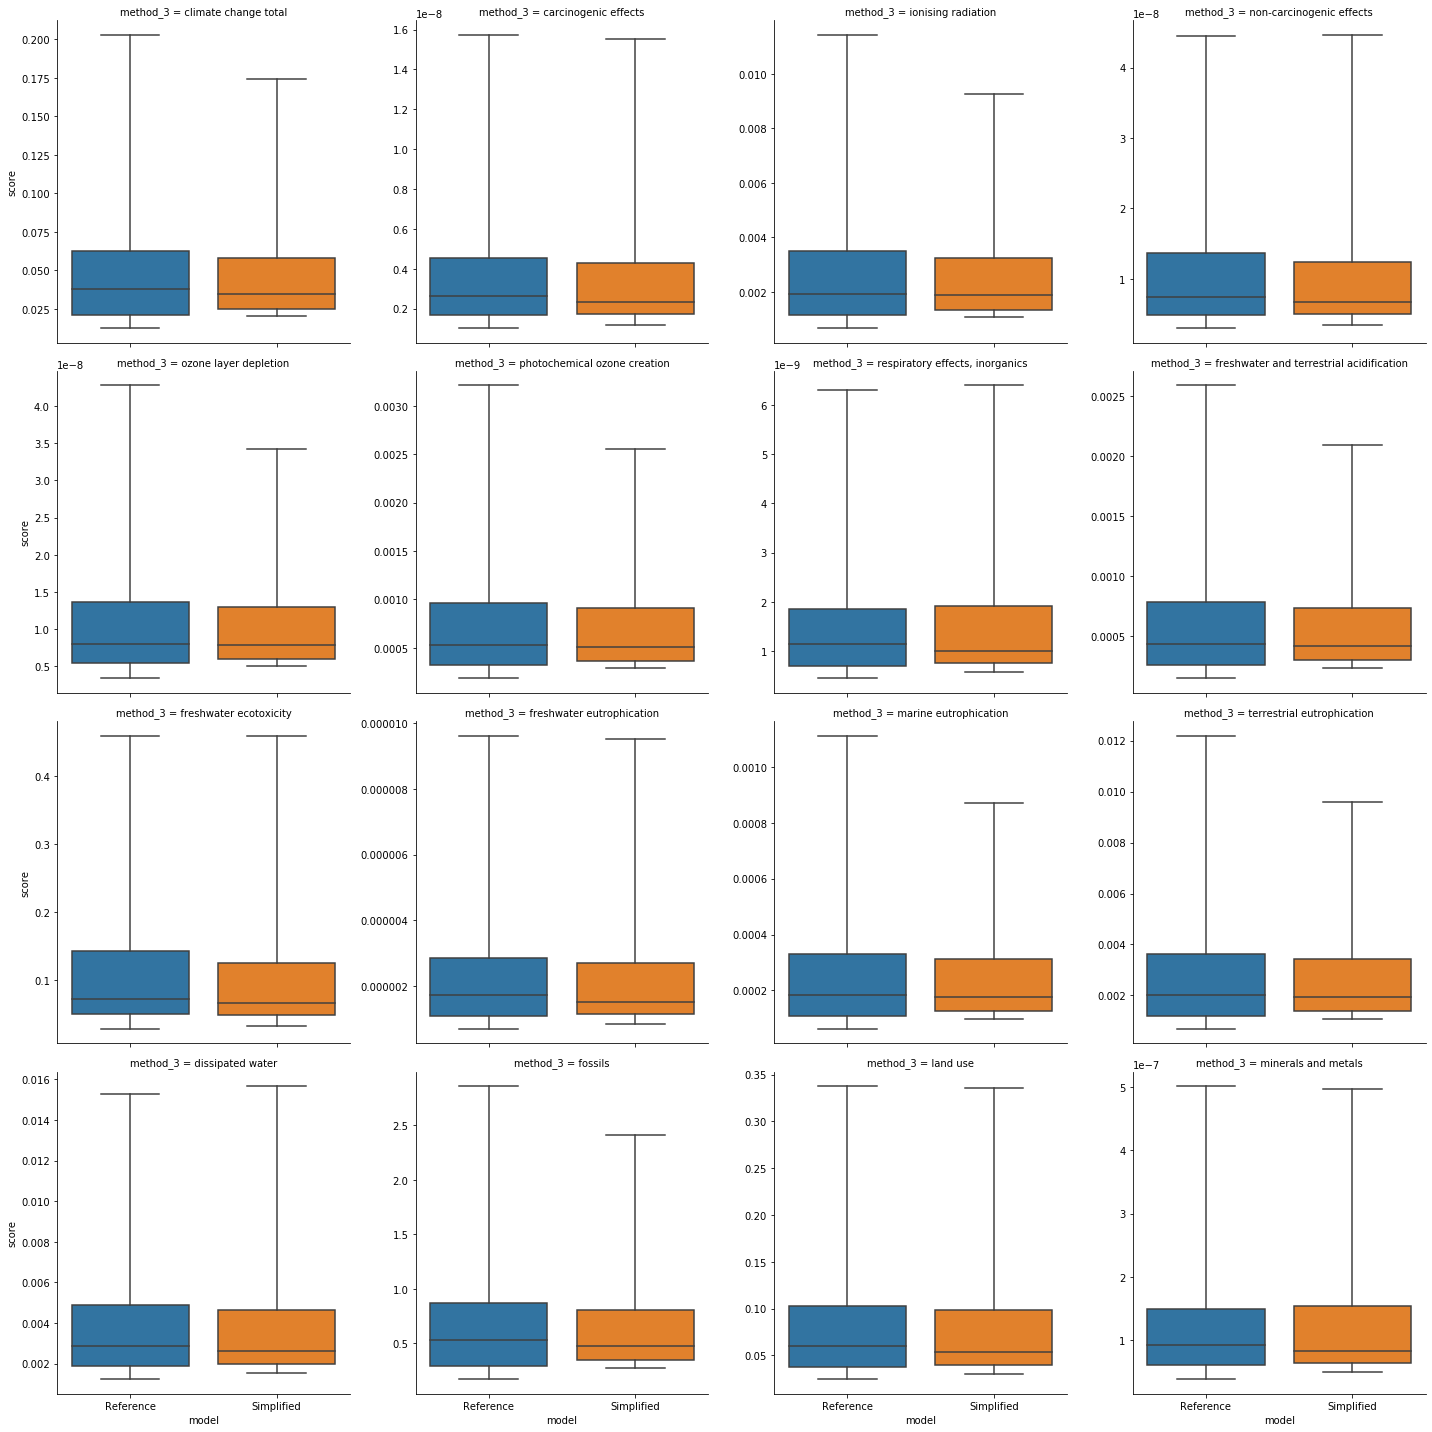 method_3 = climate change total
0.200
0.175
0.150
0.125
0.100
0.075
0.050
0.025
score
method_3 = carcinogenic effects
1e−8
1.6
1.4
1.2
1.0
0.8
0.6
0.4
0.2
method_3 = ionising radiation
0.010
0.008
0.006
0.004
0.002
method_3 = non-carcinogenic effects
1e−8
4
3
2
1
method_3 = ozone layer depletion
1e−8
4.0
3.5
3.0
2.5
2.0
1.5
1.0
0.5
score
method_3 = photochemical ozone creation
0.0030
0.0025
0.0020
0.0015
0.0010
0.0005
method_3 = respiratory effects, inorganics
1e−9
6
5
4
3
2
1
method_3 = freshwater and terrestrial acidification
0.0025
0.0020
0.0015
0.0010
0.0005
method_3 = freshwater ecotoxicity
0.4
0.3
0.2
0.1
score
method_3 = freshwater eutrophication
0.000010
0.000008
0.000006
0.000004
0.000002
method_3 = marine eutrophication
0.0010
0.0008
0.0006
0.0004
0.0002
method_3 = terrestrial eutrophication
0.012
0.010
0.008
0.006
0.004
0.002
method_3 = dissipated water
0.016
0.014
0.012
0.010
0.008
0.006
0.004
0.002
score
Reference
Simplified
model
method_3 = fossils
2.5
2.0
1.5
1.0
0.5
Reference
Simplified
model
method_3 = land use
0.35
0.30
0.25
0.20
0.15
0.10
0.05
Reference
Simplified
model
method_3 = minerals and metals
1e−7
5
4
3
2
1
Reference
Simplified
model